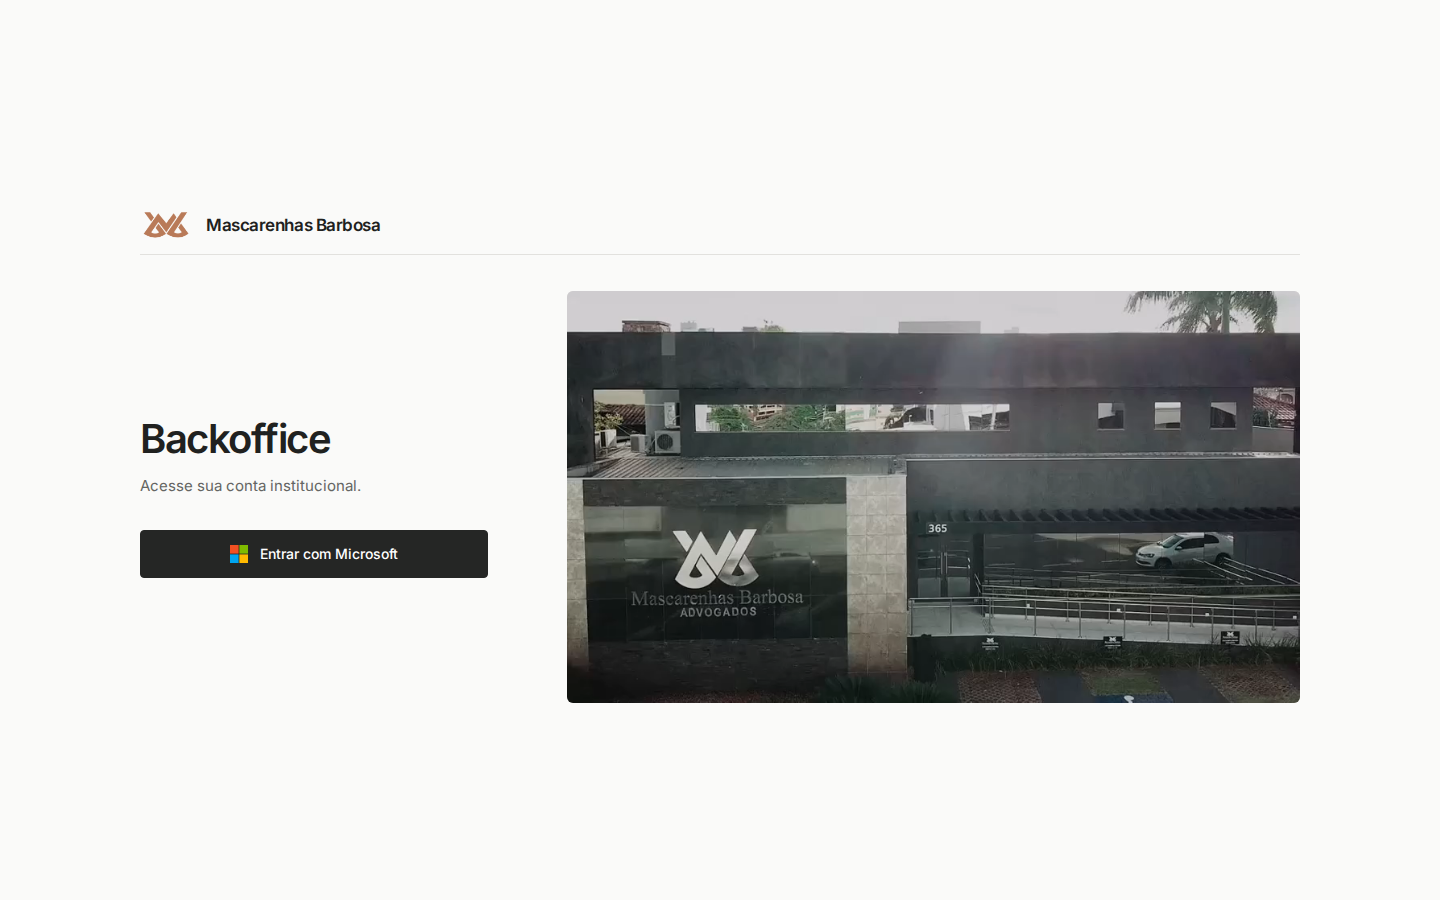 Mascarenhas Barbosa
Backoffice
Acesse sua conta institucional.
Entrar com Microsoft
365
Mascarenhas Barbosa
ADVOGADOS